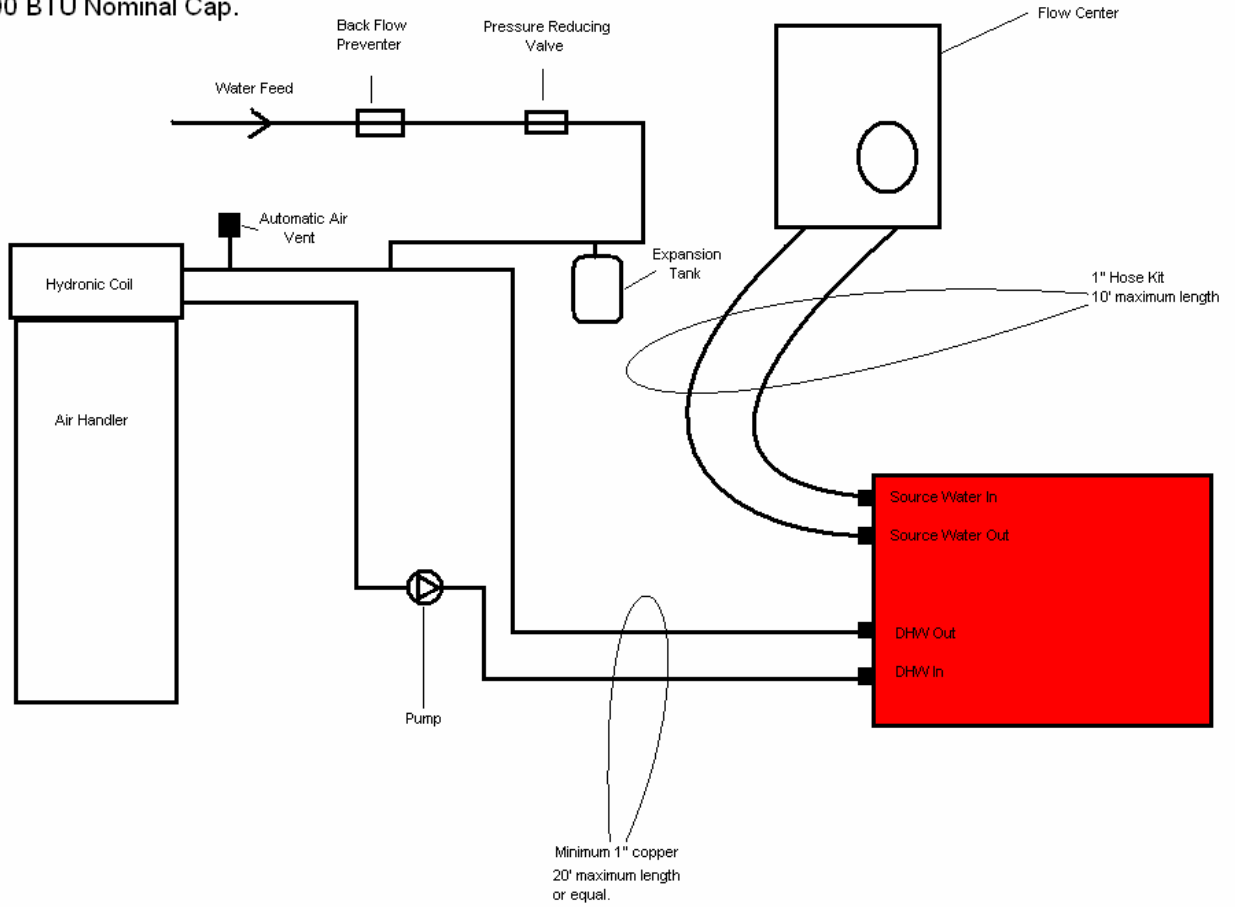 00 BTU Nominal Cap.
Flow Center
Back Flow
Preventer
Pressure Reducing
Valve
Water Feed
Automatic Air
Vent
Expansion
Tank
Hydronic Coil
1" Hose Kit
10' maximum length
Air Handler
Source Water In
Source Water Out
DHW Out
DHW In
Pump
Minimum 1" copper
20' maximum length
or equal.